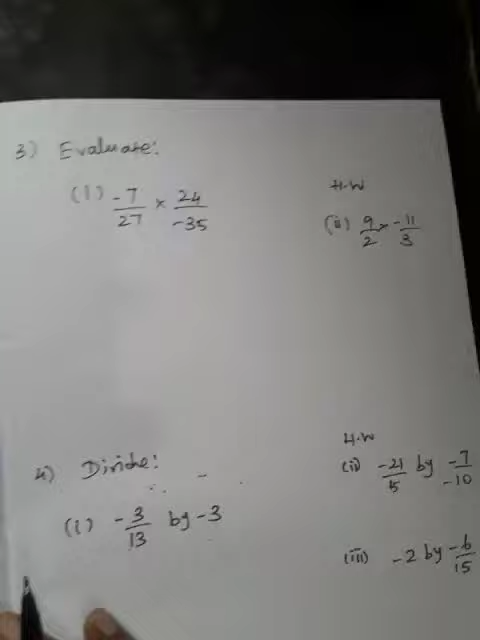 3) Evaluate:
(i) -7/27 × 24/-35
H.W
(ii) 9/2 × -11/3
4) Divide:
(i) -3/13 by -3
H.W
(ii) -21/5 by -7/-10
(iii) -2 by -6/15